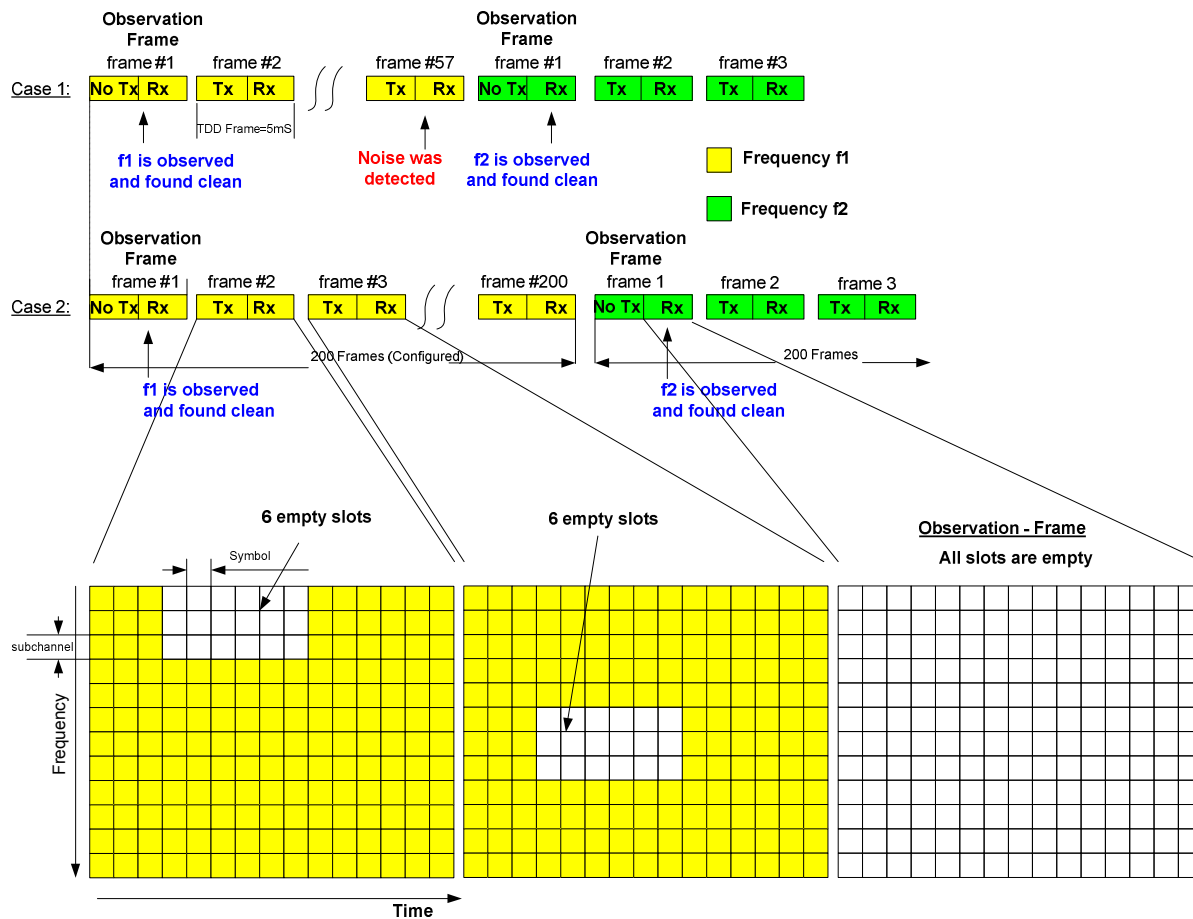 Observation
Frame
frame #1
frame #2
frame #57
Observation
Frame
frame #1
frame #2
frame #3
Case 1:
No Tx Rx
Tx Rx
Tx Rx
No Tx Rx
Tx Rx
Tx Rx
TDD Frame=5mS
f1 is observed
and found clean
Noise was
detected
f2 is observed
and found clean
Frequency f1
Frequency f2
Observation
Frame
frame #1
frame #2
frame #3
frame #200
Observation
Frame
frame 1
frame 2
frame 3
Case 2:
No Tx Rx
Tx Rx
Tx Rx
Tx Rx
No Tx Rx
Tx Rx
Tx Rx
200 Frames (Configured)
200 Frames
f1 is observed
and found clean
f2 is observed
and found clean
6 empty slots
6 empty slots
Observation - Frame
All slots are empty
Symbol
subchannel
Frequency
Time